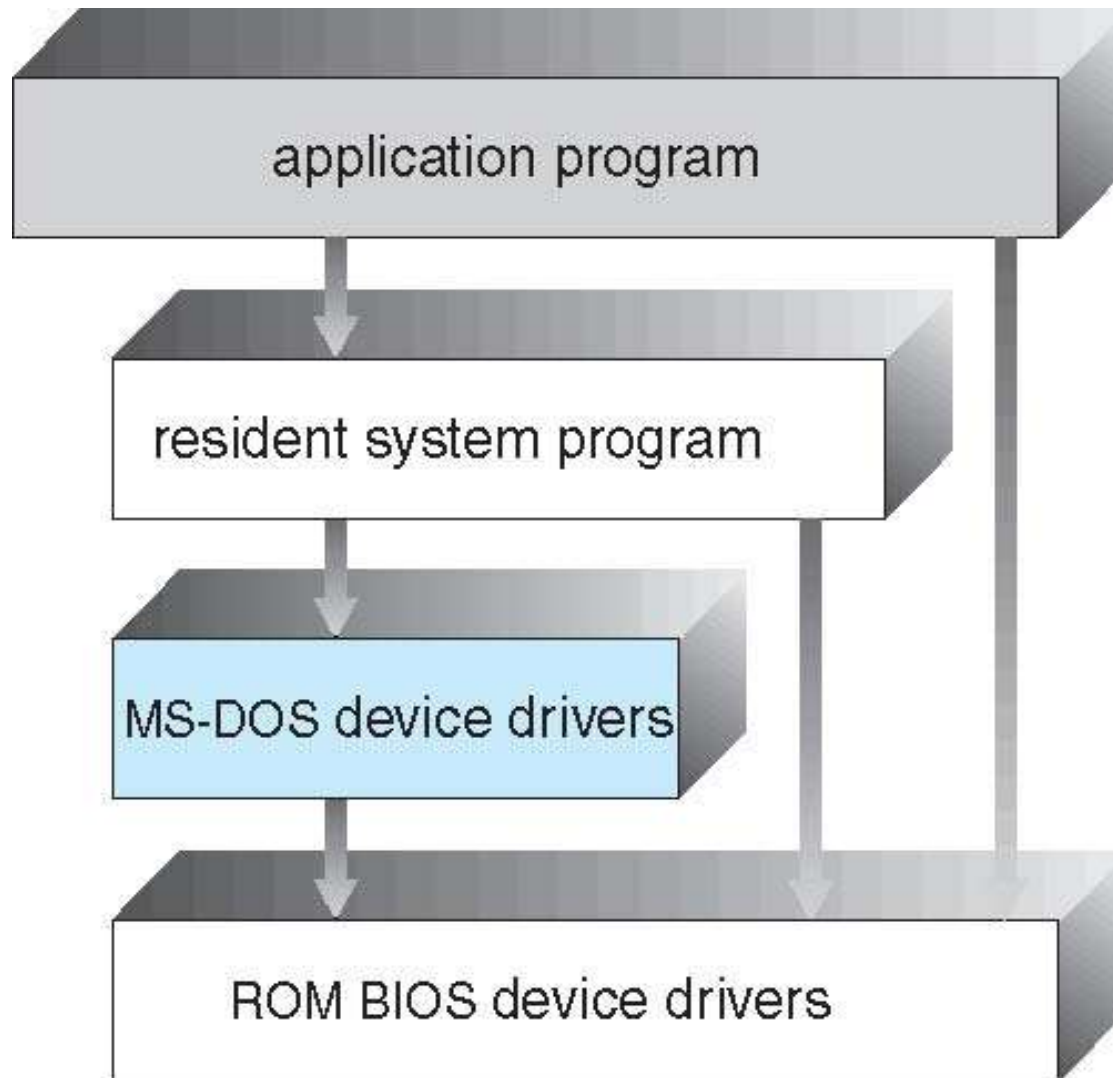 application program
resident system program
MS-DOS device drivers
ROM BIOS device drivers